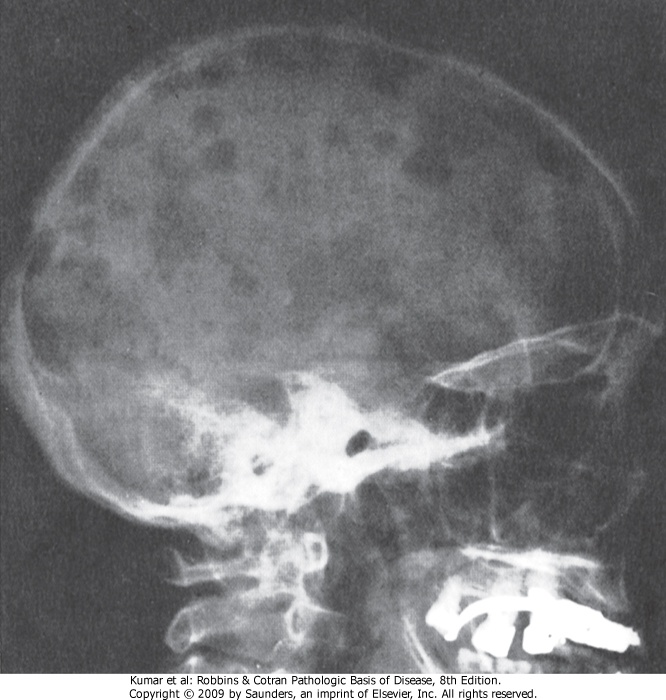 Kumar et al: Robbins & Cotran Pathologic Basis of Disease, 8th Edition.
Copyright © 2009 by Saunders, an imprint of Elsevier, Inc. All rights reserved.